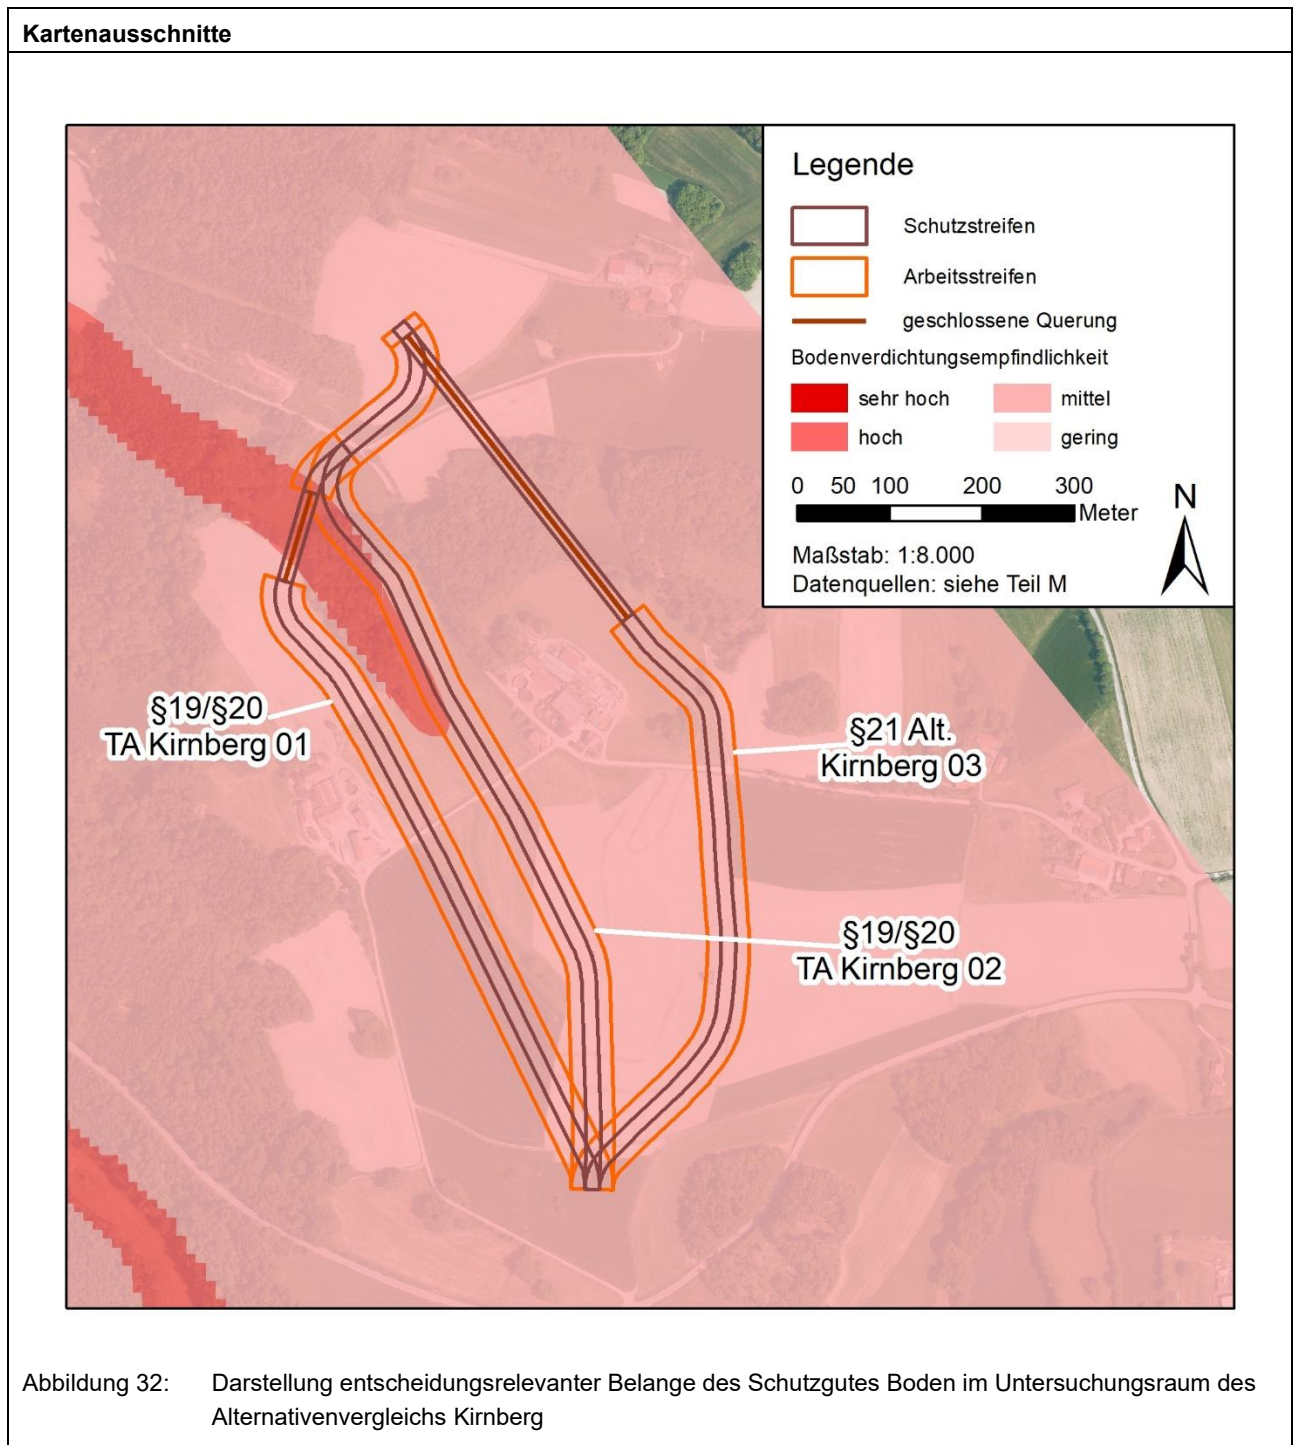 Kartenausschnitte
Legende
Schutzstreifen
Arbeitsstreifen
geschlossene Querung
Bodenverdichtungsempfindlichkeit
sehr hoch
mittel
hoch
gering
0 50 100 200 300
Meter
N
Maßstab: 1:8.000
Datenquellen: siehe Teil M
§19/§20
TA Kirnberg 01
§21 Alt.
Kirnberg 03
§19/§20
TA Kirnberg 02
Abbildung 32: Darstellung entscheidungsrelevanter Belange des Schutzgutes Boden im Untersuchungsraum des
Alternativenvergleichs Kirnberg